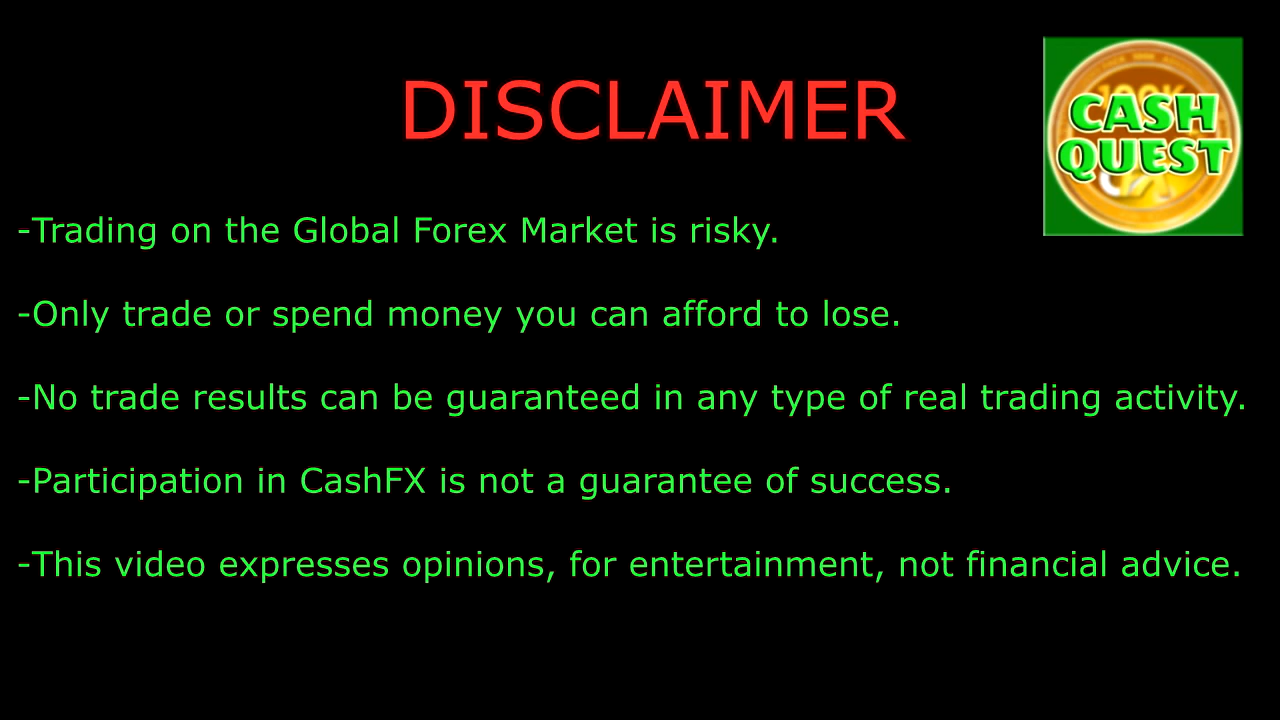 DISCLAIMER
CASH
QUEST
-Trading on the Global Forex Market is risky.
-Only trade or spend money you can afford to lose.
-No trade results can be guaranteed in any type of real trading activity.
-Participation in CashFX is not a guarantee of success.
-This video expresses opinions, for entertainment, not financial advice.